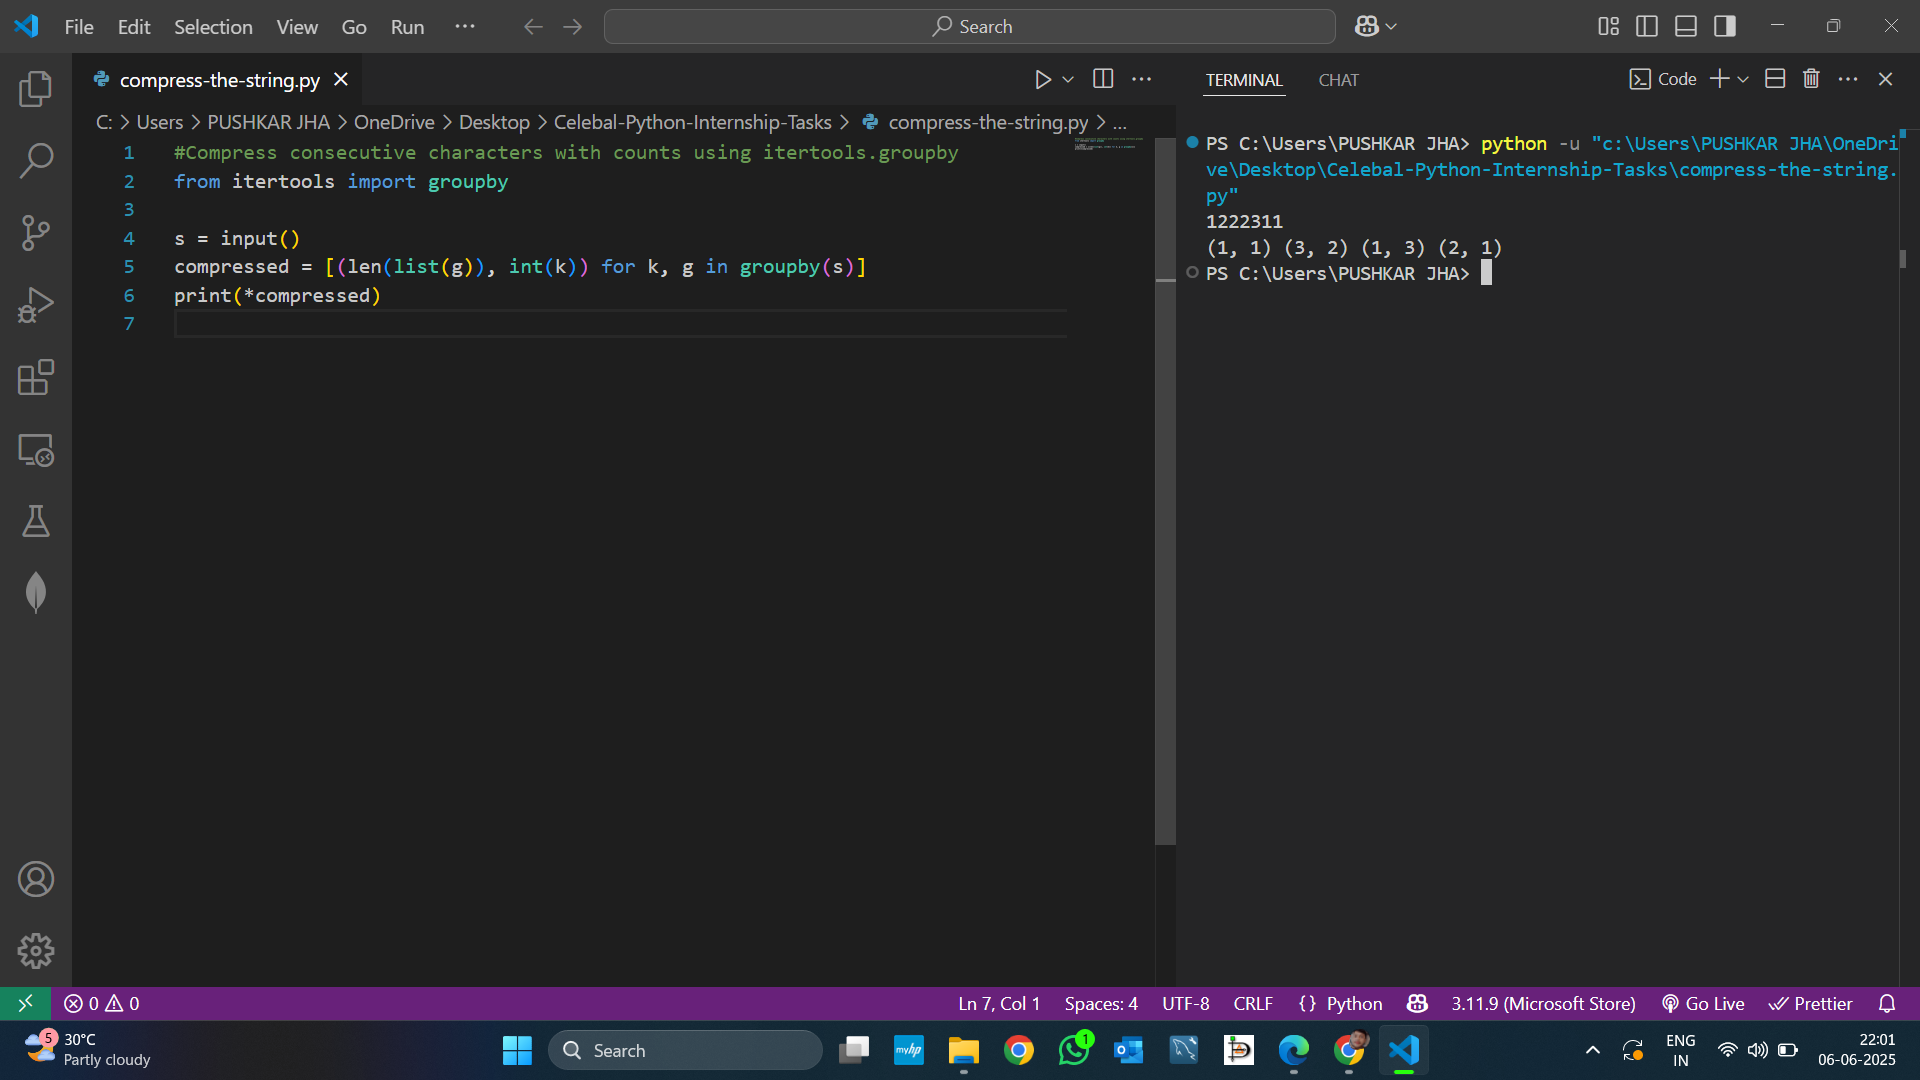 File Edit Selection View Go Run ··· Search
compress-the-string.py
TERMINAL CHAT Code
C: > Users > PUSHKAR JHA > OneDrive > Desktop > Celebal-Python-Internship-Tasks > compress-the-string.py > ...
1 #Compress consecutive characters with counts using itertools.groupby
2 from itertools import groupby
3
4 s = input()
5 compressed = [(len(list(g)), int(k)) for k, g in groupby(s)]
6 print(*compressed)
7
PS C:\Users\PUSHKAR JHA> python -u "c:\Users\PUSHKAR JHA\OneDri
ve\Desktop\Celebal-Python-Internship-Tasks\compress-the-string.
py"
1222311
(1, 1) (3, 2) (1, 3) (2, 1)
PS C:\Users\PUSHKAR JHA>
0 0 Ln 7, Col 1 Spaces: 4 UTF-8 CRLF {} Python 3.11.9 (Microsoft Store) Go Live Prettier
5
30°C
Partly cloudy
Search
myhp
1
ENG
IN
22:01
06-06-2025